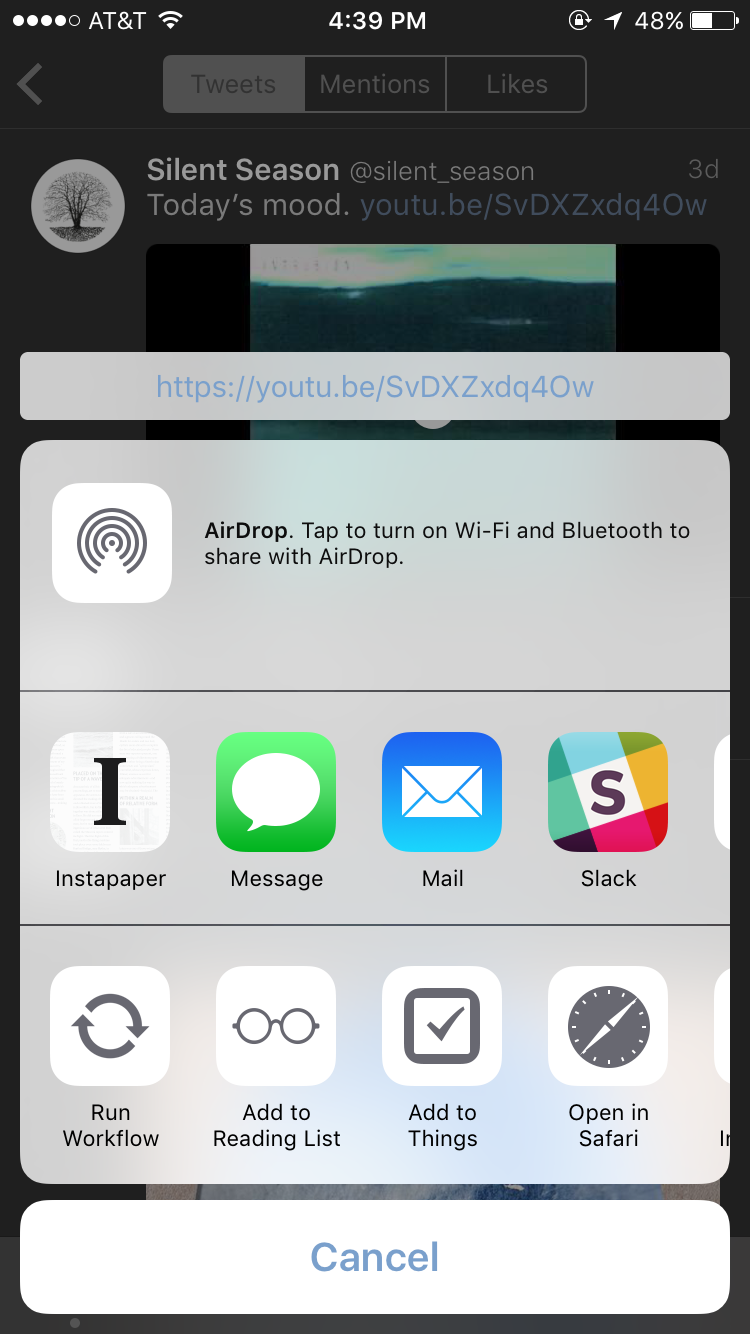 AT&T 4:39 PM 48%
Tweets Mentions Likes
Silent Season @silent_season 3d
Today's mood. youtu.be/SvDXZxdq4Ow
https://youtu.be/SvDXZxdq4Ow
AirDrop. Tap to turn on Wi-Fi and Bluetooth to
share with AirDrop.
Instapaper Message Mail Slack
Run Add to Add to Open in
Workflow Reading List Things Safari
Cancel